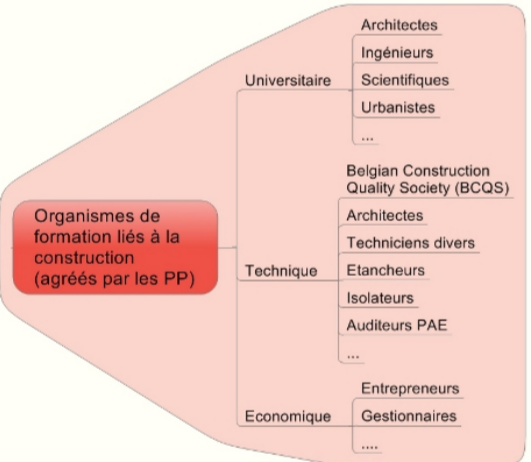 Organismes de
formation liés à la
construction
(agréés par les PP)
Universitaire
Architectes
Ingénieurs
Scientifiques
Urbanistes
...
Technique
Belgian Construction
Quality Society (BCQS)
Architectes
Techniciens divers
Etancheurs
Isolateurs
Auditeurs PAE
...
Economique
Entrepreneurs
Gestionnaires
....